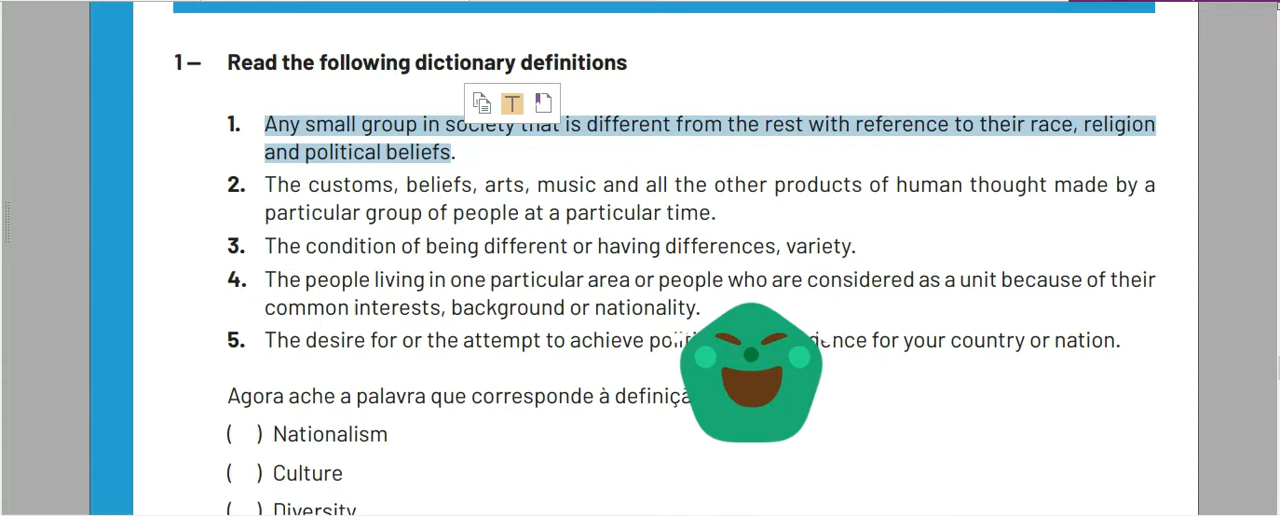 1— Read the following dictionary definitions
1. Any small group in society that is different from the rest with reference to their race, religion
and political beliefs.
2. The customs, beliefs, arts, music and all the other products of human thought made by a
particular group of people at a particular time.
3. The condition of being different or having differences, variety.
4. The people living in one particular area or people who are considered as a unit because of their
common interests, background or nationality.
5. The desire for or the attempt to achieve for your country or nation.
Agora ache a palavra que corresponde à
( ) Nationalism
( ) Culture
( ) Diversity